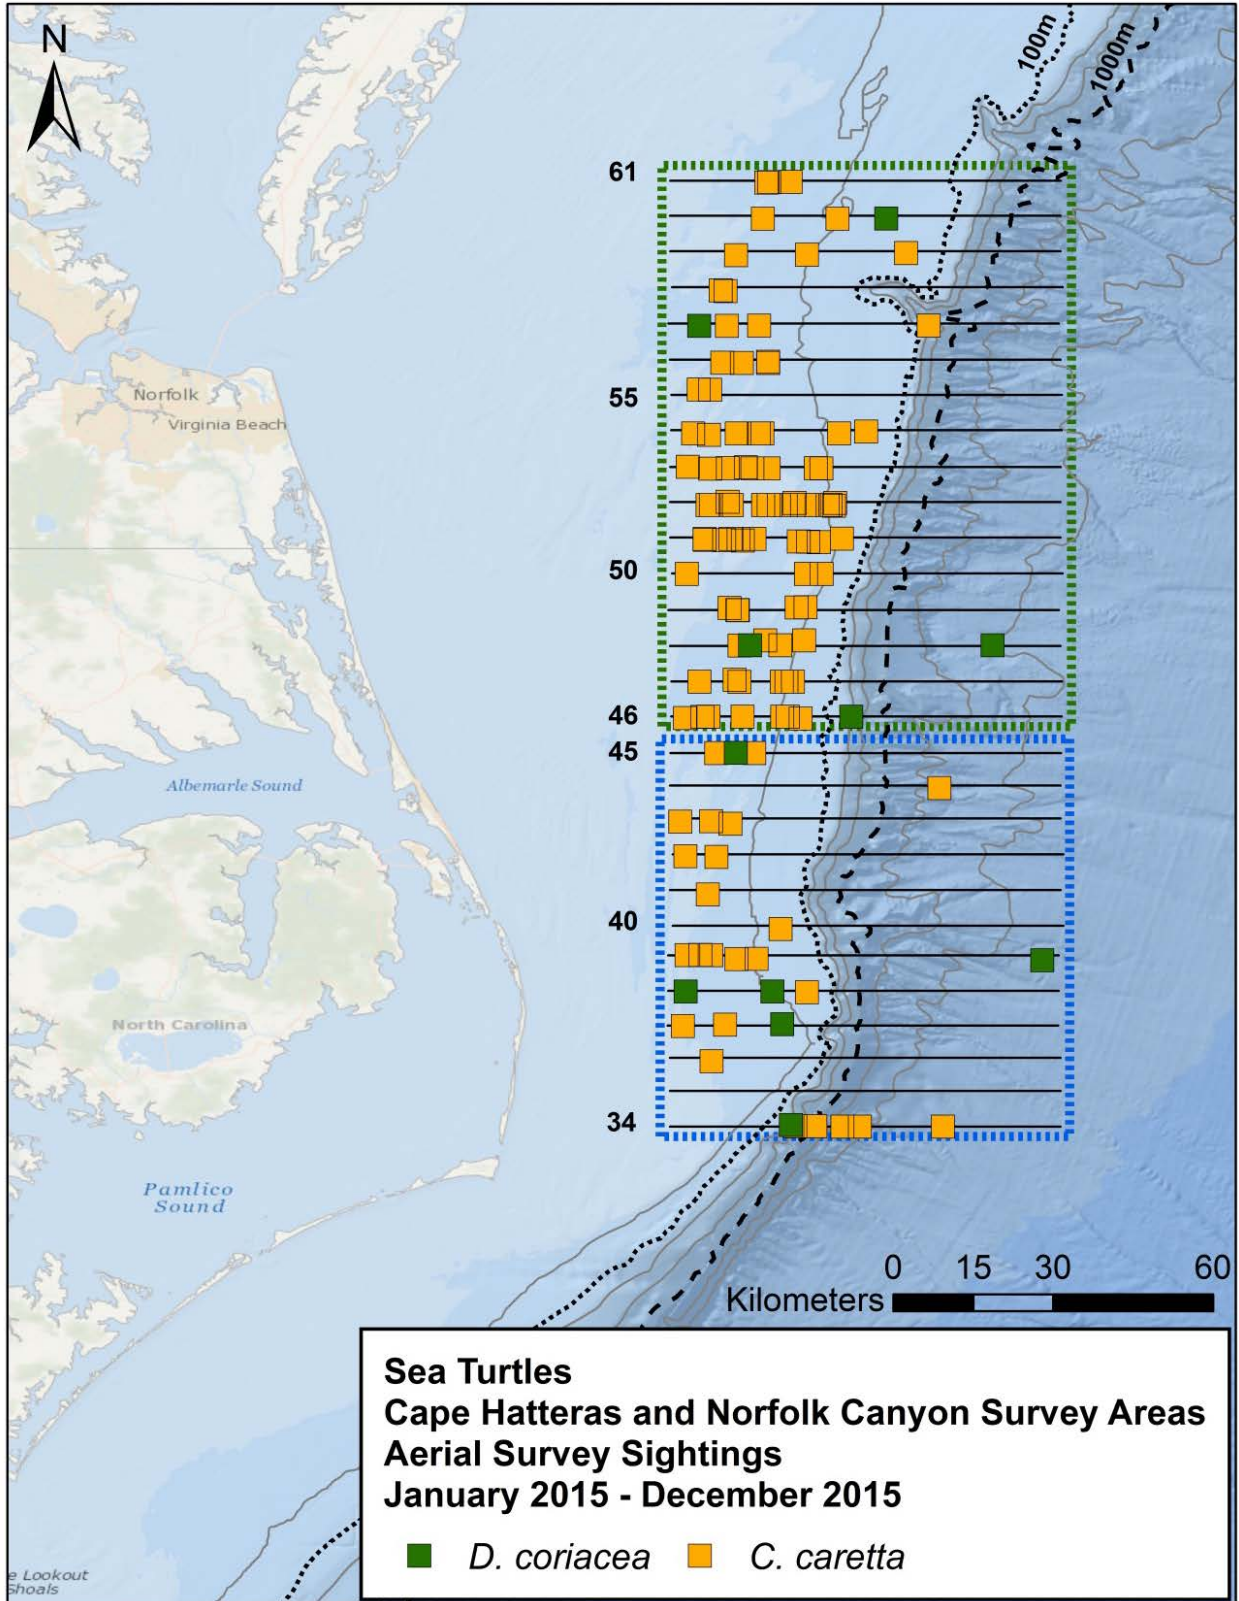 N
100m
1000m
61
55
Norfolk
Virginia Beach
50
46
45
Albemarle Sound
40
North Carolina
34
Pamlico
Sound
0 15 30 60
Kilometers
Sea Turtles
Cape Hatteras and Norfolk Canyon Survey Areas
Aerial Survey Sightings
January 2015 - December 2015
D. coriacea C. caretta
e Lookout
Shoals